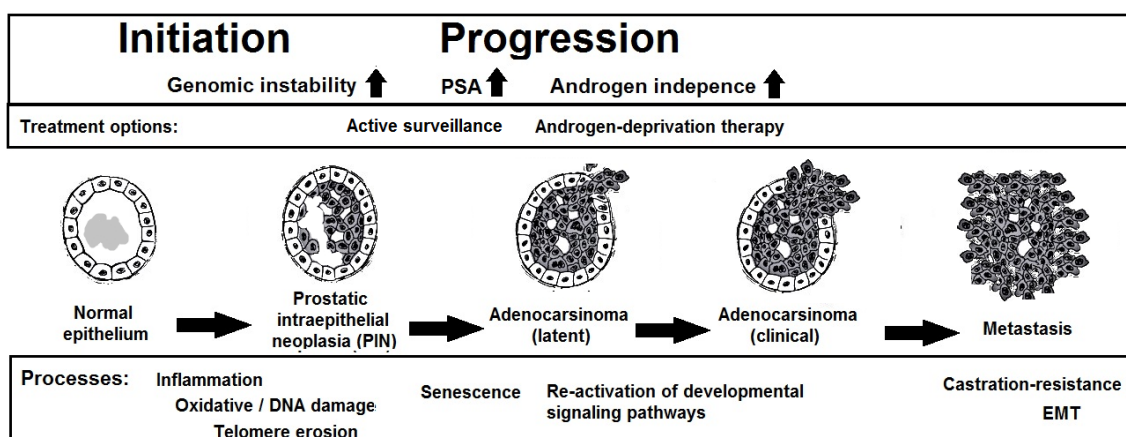 Initiation
Progression
Genomic instability
PSA
Androgen indepence
Treatment options:
Active surveillance
Androgen-deprivation therapy
Normal
epithelium
Prostatic
intraepithelial
neoplasia (PIN)
Adenocarsinoma
(latent)
Adenocarsinoma
(clinical)
Metastasis
Processes:
Inflammation
Oxidative / DNA damage
Telomere erosion
Senescence
Re-activation of developmental
signaling pathways
Castration-resistance
EMT